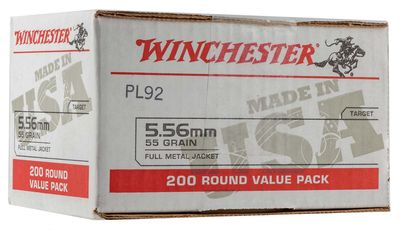 MADE IN
USA
TARGET
5.56mm
55 GRAIN
FULL METAL JACKET
200 ROUND
VALUE PACK
WINCHESTER
PL92
MADE IN
USA
TARGET
5.56mm
55 GRAIN
FULL METAL JACKET
200 ROUND VALUE PACK